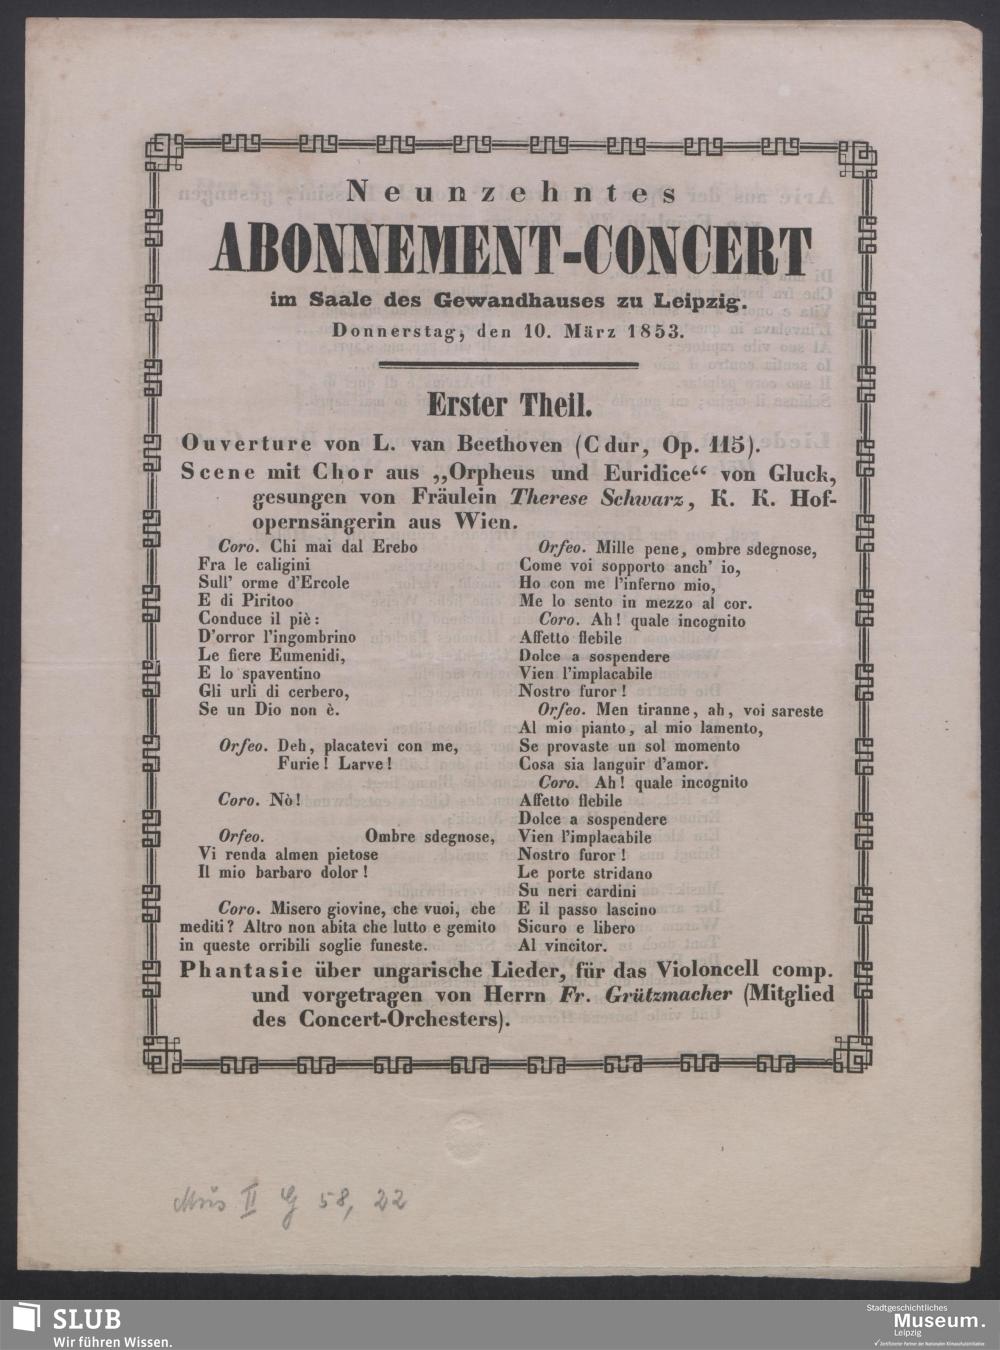 Neunzehntes
ABONNEMENT-CONCERT
im Saale des Gewandhauses zu Leipzig.
Donnerstag, den 10. März 1853.
Erster Theil.
Ouverture von L. van Beethoven (C dur, Op. 115).
Scene mit Chor aus „Orpheus und Euridice“ von Gluck,
gesungen von Fräulein Therese Schwarz, K. K. Hof-
opernsängerin aus Wien.
Coro. Chi mai dal Erebo
Fra le caligini
Sull' orme d'Ercole
E di Piritoo
Conduce il piè:
D'orror l'ingombrino
Le fiere Eumenidi,
E lo spaventino
Gli urli di cerbero,
Se un Dio non è.
Orfeo. Deh, placatevi con me,
Furie! Larve!
Coro. Nò!
Orfeo. Ombre sdegnose,
Vi renda almen pietose
Il mio barbaro dolor!
Coro. Misero giovine, che vuoi, che
mediti? Altro non abita che lutto e gemito
in queste orribili soglie funeste.
Orfeo. Mille pene, ombre sdegnose,
Come voi sopporto anch' io,
Ho con me l'inferno mio,
Me lo sento in mezzo al cor.
Coro. Ah! quale incognito
Affetto flebile
Dolce a sospendere
Vien l'implacabile
Nostro furor!
Orfeo. Men tiranne, ah, voi sareste
Al mio pianto, al mio lamento,
Se provaste un sol momento
Cosa sia languir d'amor.
Coro. Ah! quale incognito
Affetto flebile
Dolce a sospendere
Vien l'implacabile
Nostro furor!
Le porte stridano
Su neri cardini
E il passo lascino
Sicuro e libero
Al vincitor.
Phantasie über ungarische Lieder, für das Violoncell comp.
und vorgetragen von Herrn Fr. Grützmacher (Mitglied
des Concert-Orchesters).
Mus II G 58, 22
SLUB
Wir führen Wissen.
Stadtgeschichtliches
Museum.
Leipzig
Zertifizierter Partner der Nationalen Klimaschutzinitiative